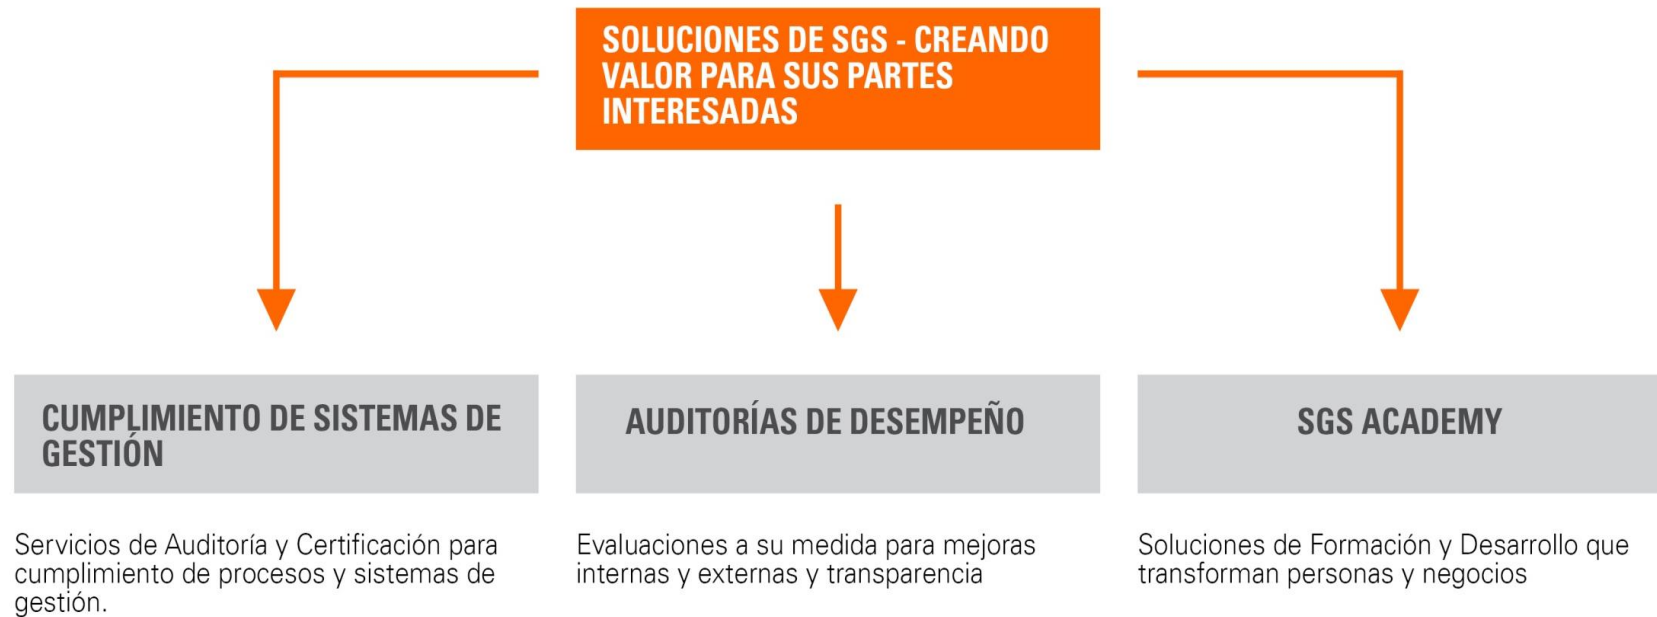 SOLUCIONES DE SGS - CREANDO
VALOR PARA SUS PARTES
INTERESADAS
CUMPLIMIENTO DE SISTEMAS DE
GESTIÓN
Servicios de Auditoría y Certificación para
cumplimiento de procesos y sistemas de
gestión.
AUDITORÍAS DE DESEMPEÑO
Evaluaciones a su medida para mejoras
internas y externas y transparencia
SGS ACADEMY
Soluciones de Formación y Desarrollo que
transforman personas y negocios